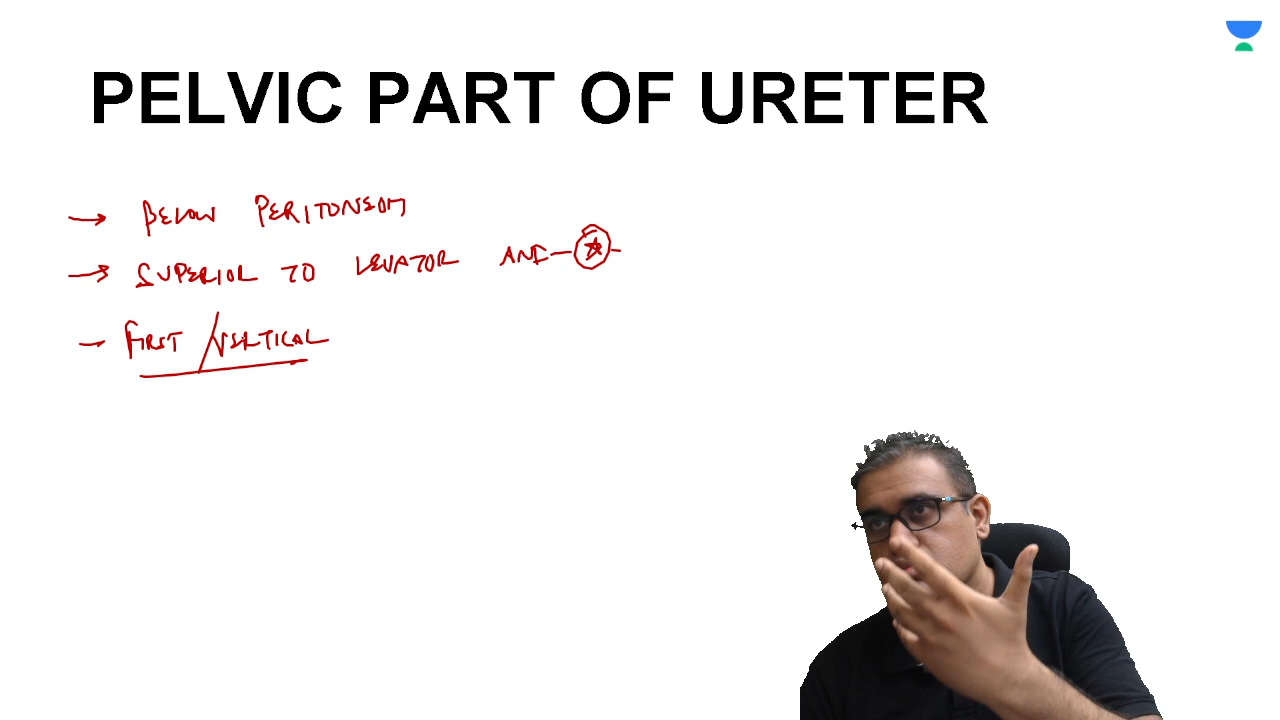 PELVIC PART OF URETER
→ BELOW PERITONEUM
→ SUPERIOR TO LEVATOR ANI
→ FIRST / VERTICAL